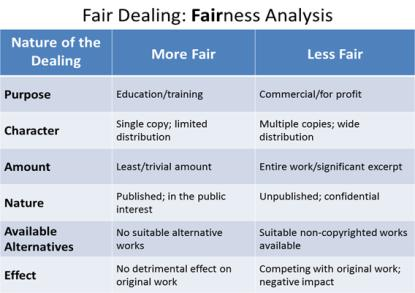 Fair Dealing: Fairness Analysis
Nature of the
Dealing
More Fair
Less Fair
Purpose
Education/training
Commercial/for profit
Character
Single copy; limited
distribution
Multiple copies; wide
distribution
Amount
Least/trivial amount
Entire work/significant excerpt
Nature
Published; in the public
interest
Unpublished; confidential
Available
Alternatives
No suitable alternative
works
Suitable non-copyrighted works
available
Effect
No detrimental effect on
original work
Competing with original work;
negative impact